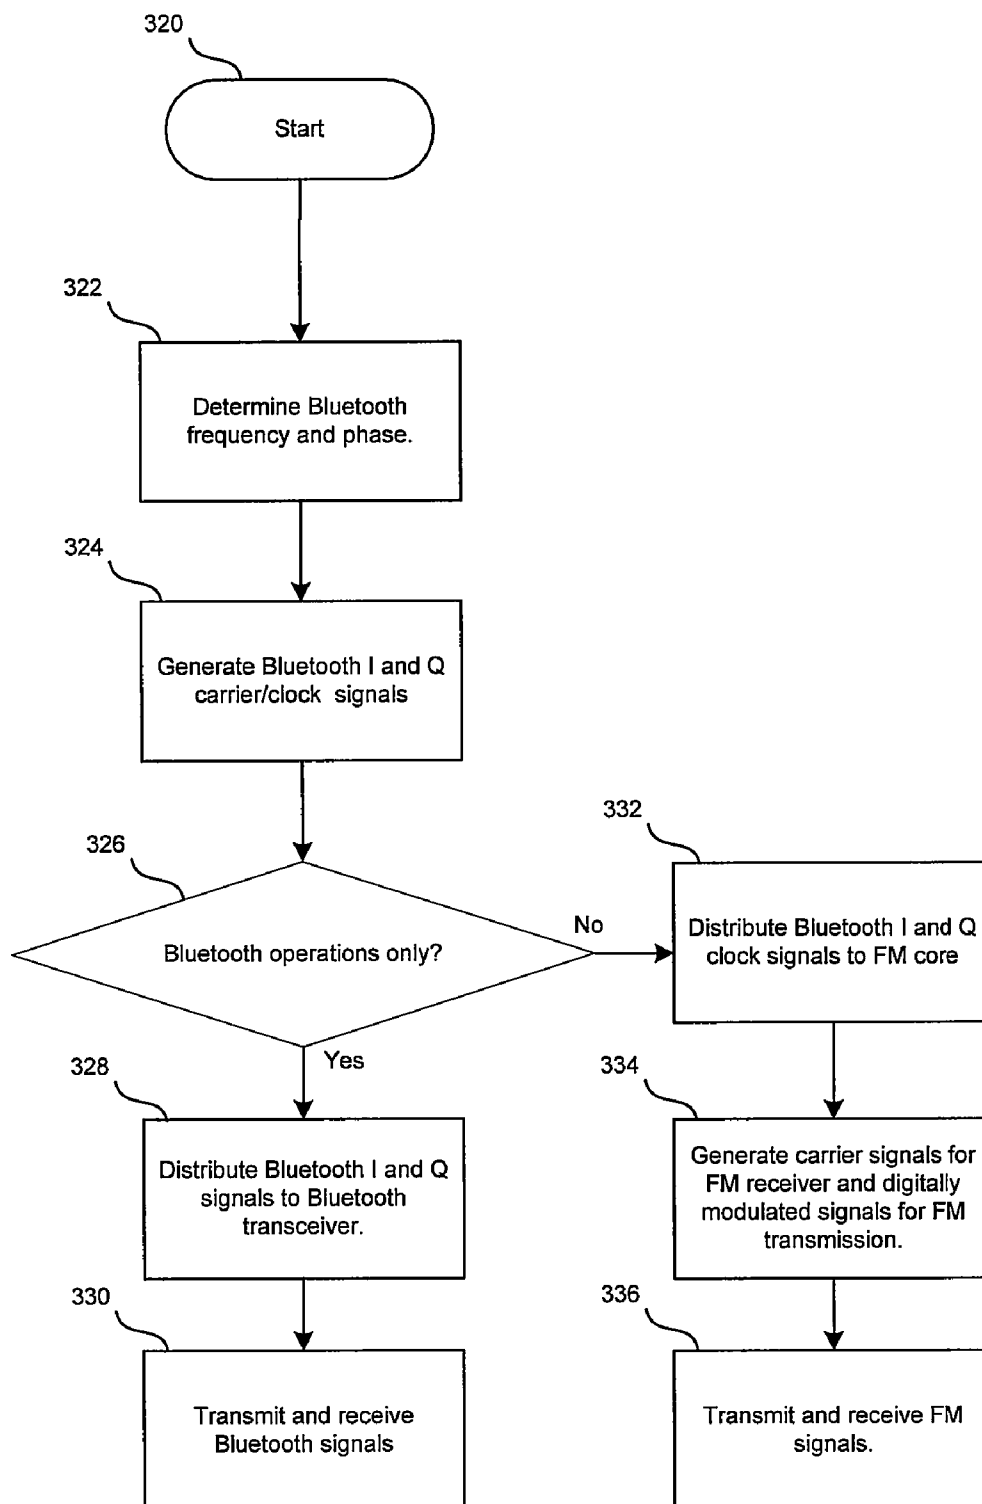 320
Start
322
Determine Bluetooth
frequency and phase.
324
Generate Bluetooth I and Q
carrier/clock signals
326
Bluetooth operations only?
No
Yes
328
Distribute Bluetooth I and Q
signals to Bluetooth
transceiver.
330
Transmit and receive
Bluetooth signals
332
Distribute Bluetooth I and Q
clock signals to FM core
334
Generate carrier signals for
FM receiver and digitally
modulated signals for FM
transmission.
336
Transmit and receive FM
signals.